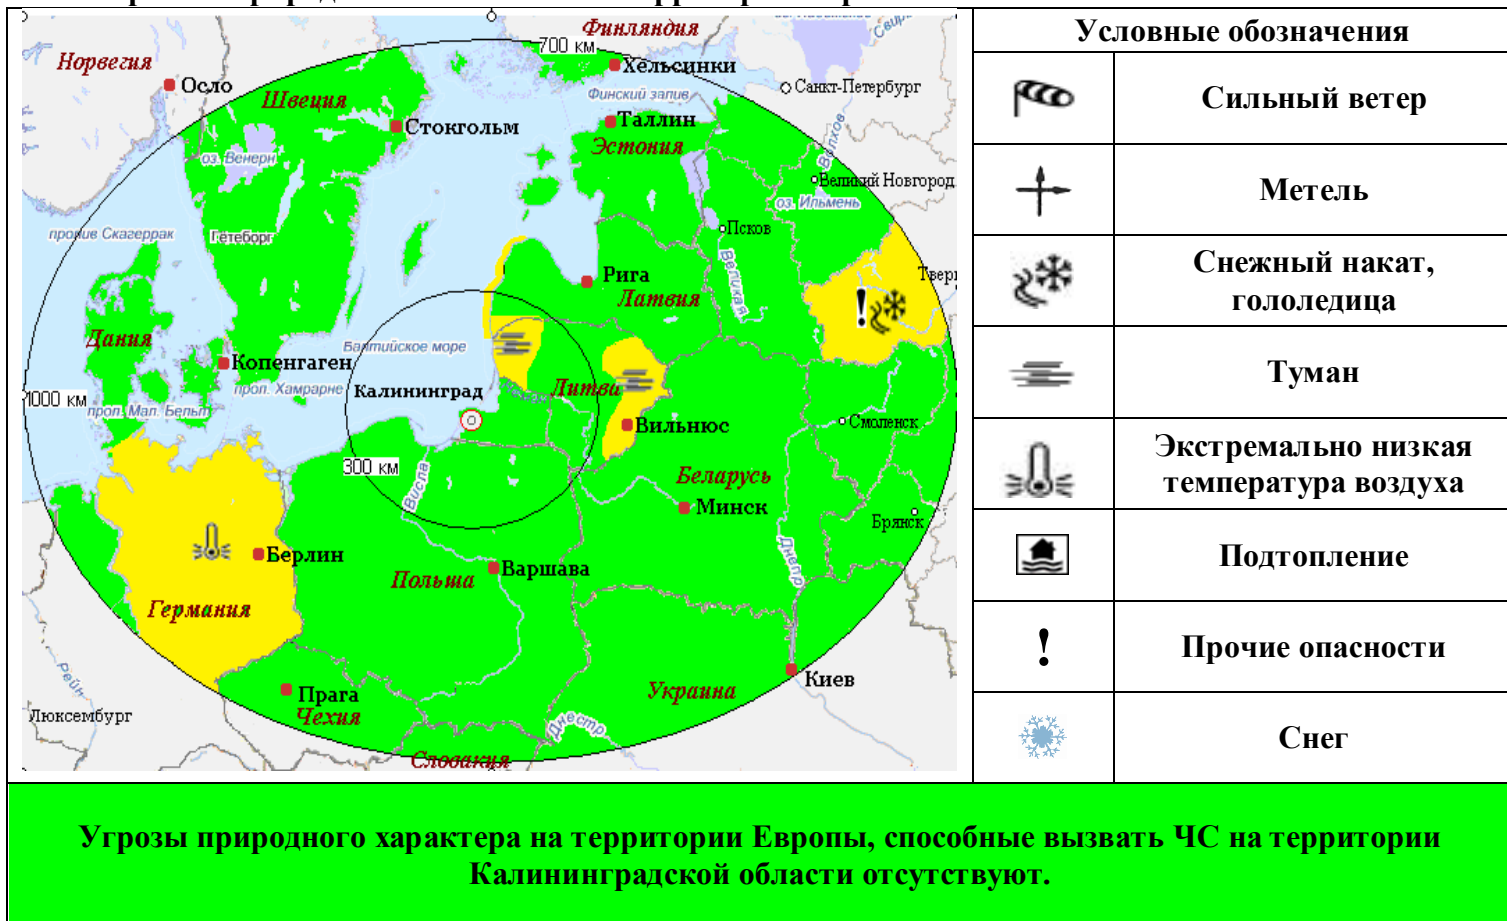 Финляндия
700 км
Свирь
Норвегия
Хельсинки
Осло
Санкт-Петербург
Швеция
Финский залив
Стокгольм
Таллин
Эстония
Волхов
оз. Венерн
Великий Новгород
оз. Ильмень
пролив Скагеррак
Гетеборг
Псков
Великая
Рига
Латвия
Дания
Балтийское море
Копенгаген
Калининград
Литва
прол. Хамрарне
1000 км
прол. Мал. Бельт
Вильнюс
Смоленск
300 км
Висла
Беларусь
Минск
Брянск
Днепр
Берлин
Варшава
Польша
Германия
Рейн
Прага
Чехия
Украина
Киев
Люксембург
Днестр
Словакия
Условные обозначения
Сильный ветер
Метель
Снежный накат,
гололедица
Туман
Экстремально низкая
температура воздуха
Подтопление
!
Прочие опасности
Снег
Угрозы природного характера на территории Европы, способные вызвать ЧС на территории
Калининградской области отсутствуют.